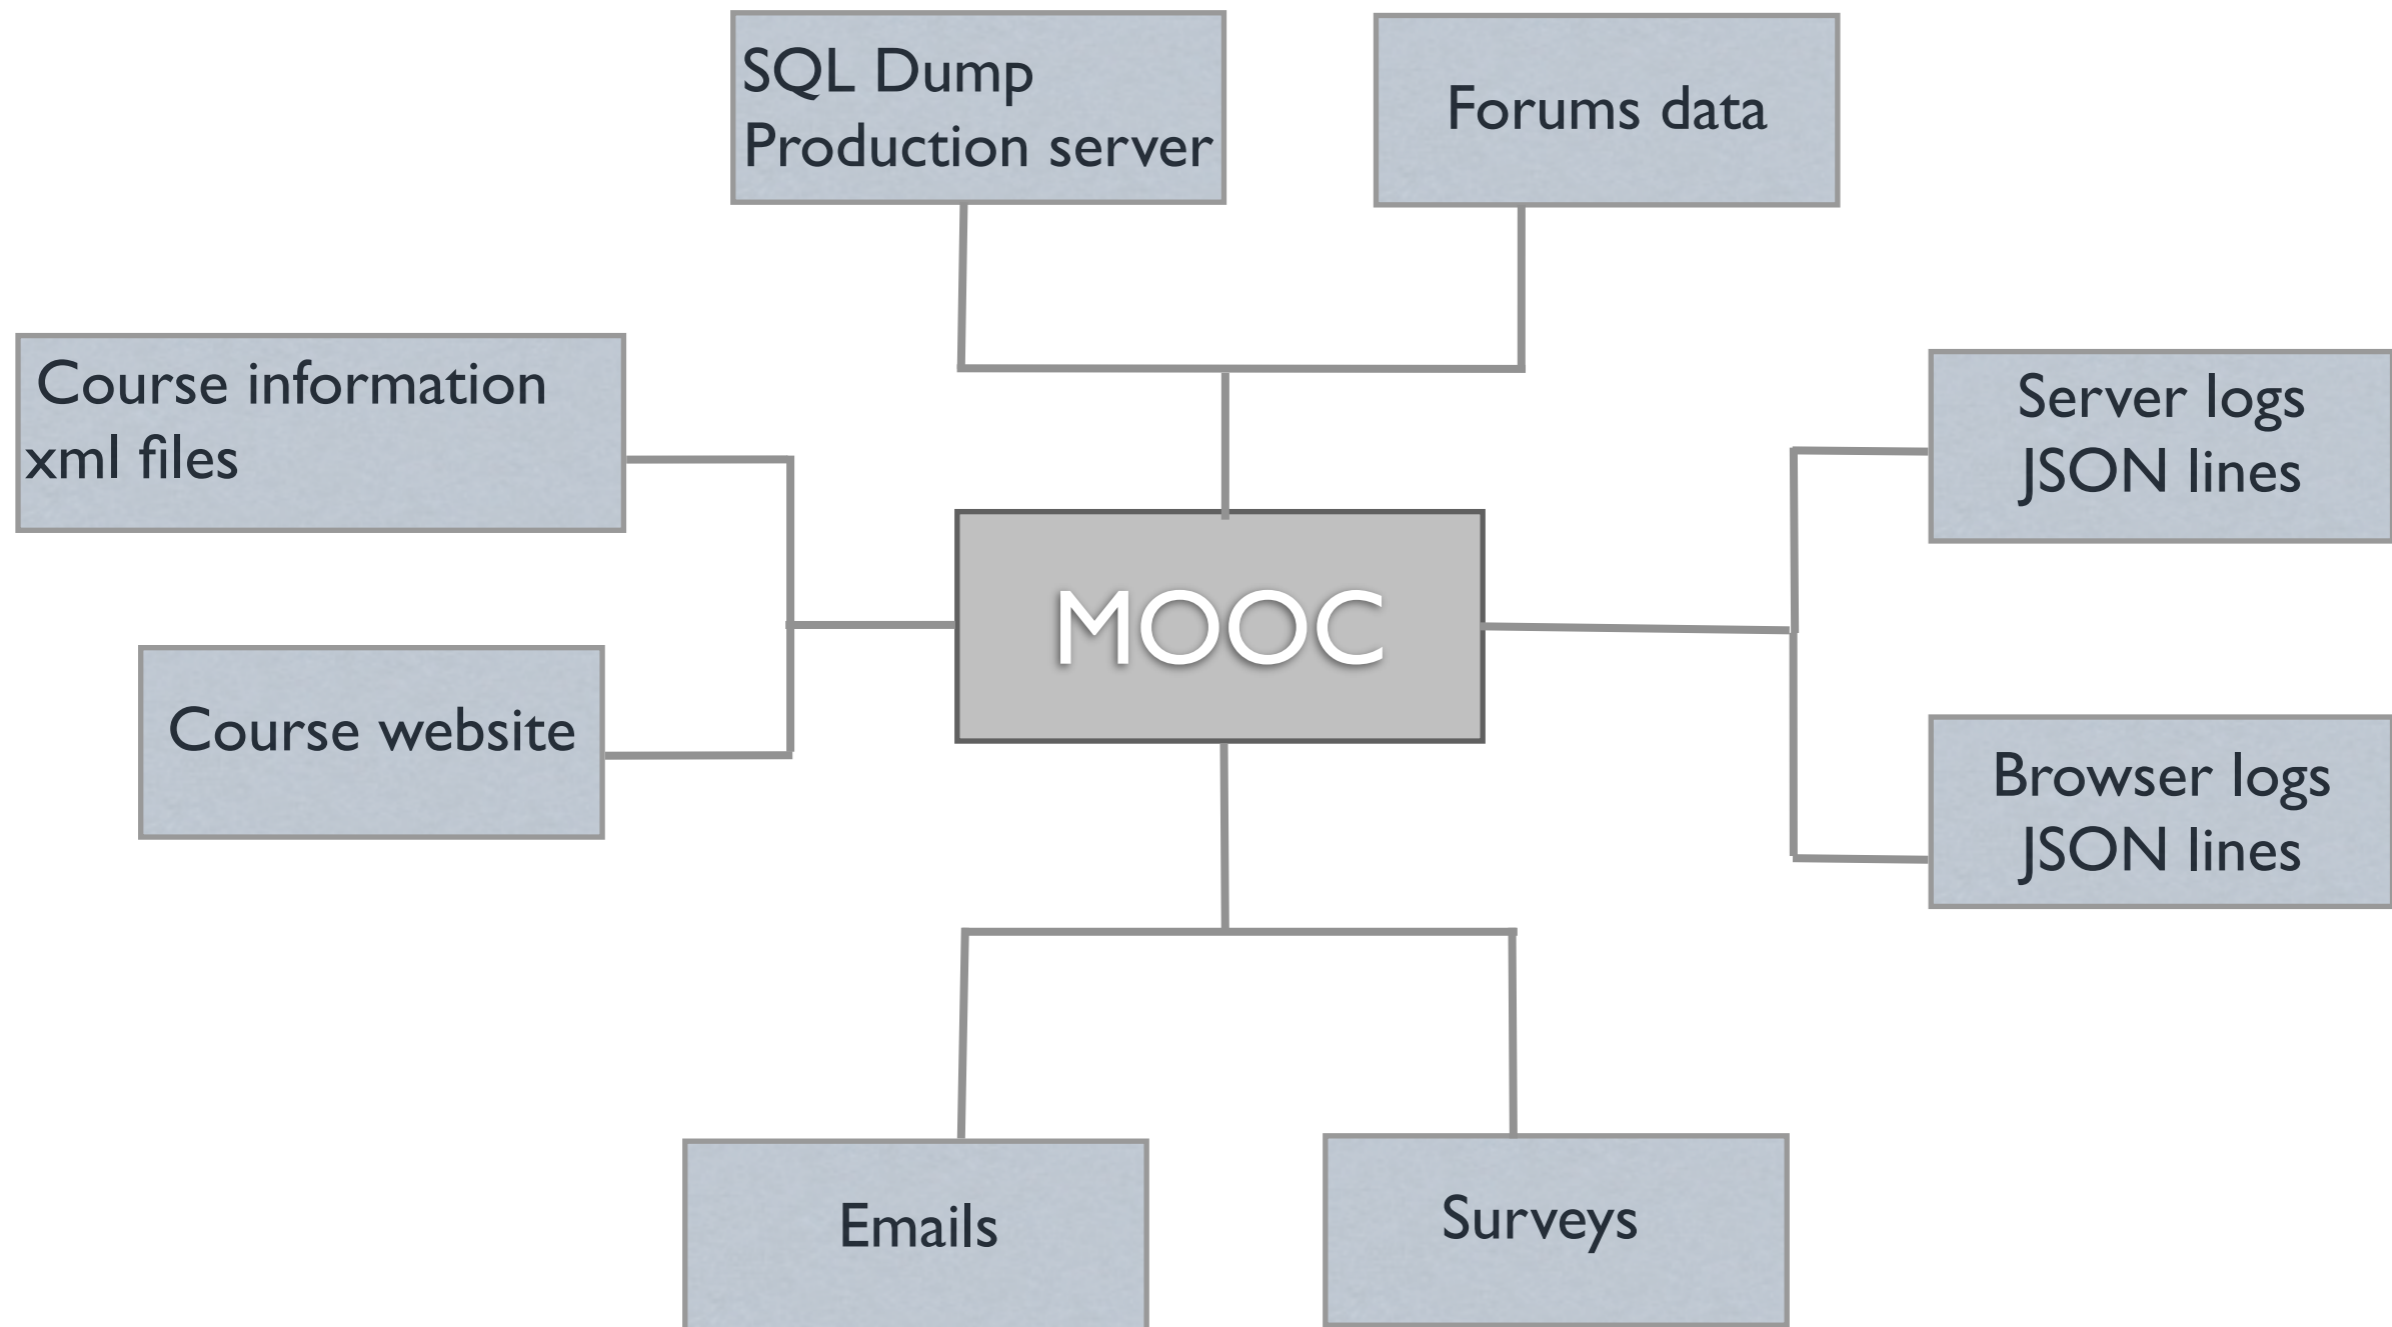 SQL Dump
Production server
Forums data
Course information
xml files
Server logs
JSON lines
MOOC
Course website
Browser logs
JSON lines
Emails
Surveys